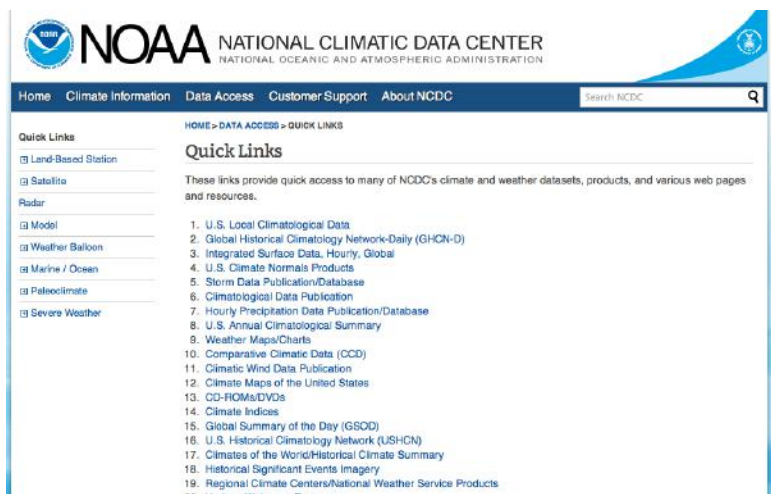 NOAA
NATIONAL CLIMATIC DATA CENTER
NATIONAL OCEANIC AND ATMOSPHERIC ADMINISTRATION
Home Climate Information Data Access Customer Support About NCDC Search NCDC
Quick Links
Land-Based Station
Satellite
Radar
Model
Weather Balloon
Marine / Ocean
Paleoclimate
Severe Weather
HOME > DATA ACCESS > QUICK LINKS
Quick Links
These links provide quick access to many of NCDC's climate and weather datasets, products, and various web pages
and resources.
1. U.S. Local Climatological Data
2. Global Historical Climatology Network-Daily (GHCN-D)
3. Integrated Surface Data, Hourly, Global
4. U.S. Climate Normals Products
5. Storm Data Publication/Database
6. Climatological Data Publication
7. Hourly Precipitation Data Publication/Database
8. U.S. Annual Climatological Summary
9. Weather Maps/Charts
10. Comparative Climatic Data (CCD)
11. Climatic Wind Data Publication
12. Climate Maps of the United States
13. CD-ROMs/DVDs
14. Climate Indices
15. Global Summary of the Day (GSOD)
16. U.S. Historical Climatology Network (USHCN)
17. Climates of the World/Historical Climate Summary
18. Historical Significant Events Imagery
19. Regional Climate Centers/National Weather Service Products